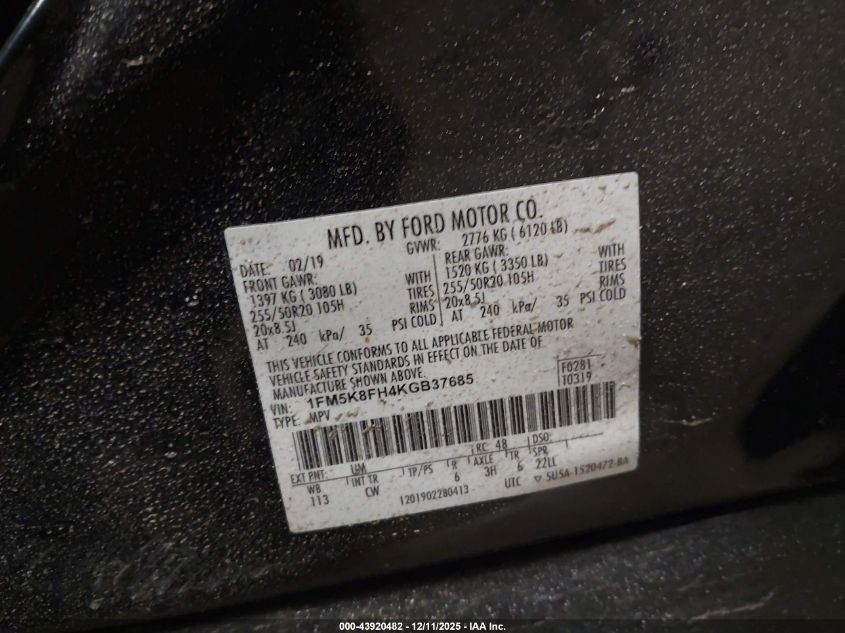 MFD. BY FORD MOTOR CO.
DATE: 02/19 GVWR: 2776 KG ( 6120 LB)
FRONT GAWR: REAR GAWR:
1397 KG ( 3080 LB) WITH 1520 KG ( 3350 LB) WITH
255/50R20 105H TIRES 255/50R20 105H TIRES
20x8.5J RIMS 20x8.5J RIMS
AT 240 kPa/ 35 PSI COLD AT 240 kPa/ 35 PSI COLD
THIS VEHICLE CONFORMS TO ALL APPLICABLE FEDERAL MOTOR
VEHICLE SAFETY STANDARDS IN EFFECT ON THE DATE OF
MANUFACTURE SHOWN ABOVE.
VIN: 1FM5K8FH4KGB37685 F0281
TYPE: MPV T0319
EXT PNT: RC: 48 DSO:
WB INT TR TP/PS R AXLE TR SPR
113 CW 6 3H 6 22LL
1201902280413 UTC ▽ 5U5A-1520472-BA
000-43920482 - 12/11/2025 - IAA Inc.